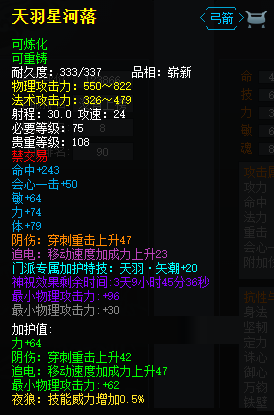 天羽星河落
弓箭
可炼化
可重铸
耐久度：333/337 品相：崭新
物理攻击力：550~822
法术攻击力：326~479
射程：30.0 攻速：24
必要等级：75
贵重等级：108
禁交易
命中+243
会心一击+50
敏+64
力+74
体+79
阴伤：穿刺重击上升47
追电：移动速度加成力上升23
门派专属加护特技：天羽·矢潮+20
神祝效果剩余时间:3天9小时45分36秒
最小物理攻击力：+96
最小物理攻击力：+30
加护值：
力+64
阴伤：穿刺重击上升42
追电：移动速度加成力上升47
最小物理攻击力：+62
夜狼：技能威力增加0.5%